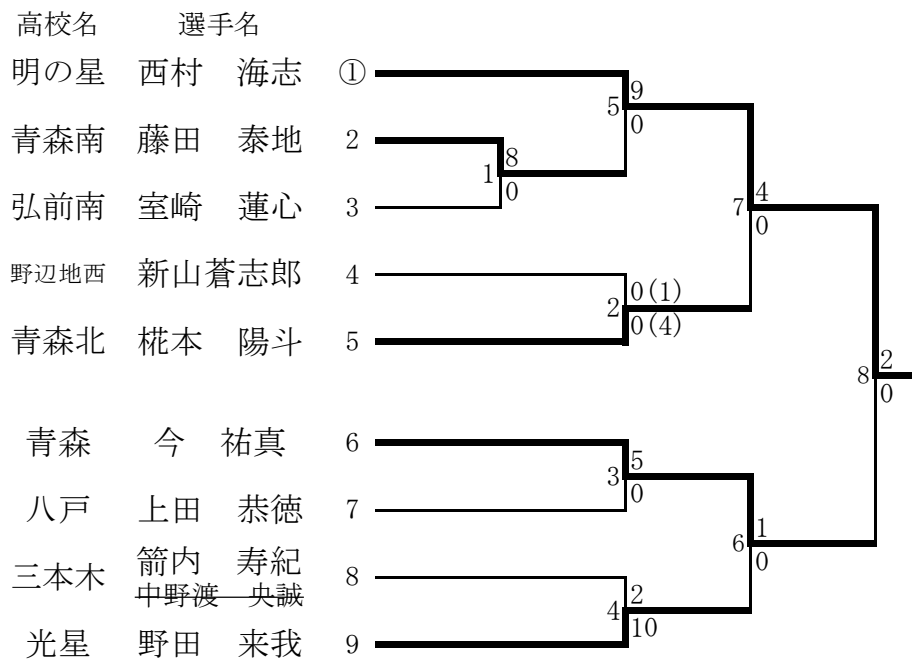 高校名 選手名
明の星 西村 海志 ①
青森南 藤田 泰地 2
弘前南 室崎 蓮心 3
野辺地西 新山蒼志郎 4
青森北 椛本 陽斗 5
青森 今 祐真 6
八戸 上田 恭徳 7
三本木 箭内 寿紀 8
中野渡 央誠
光星 野田 来我 9
5 9
0
1 8
0
2 0(1)
0(4)
7 4
0
3 5
0
4 2
10
6 1
0
8 2
0